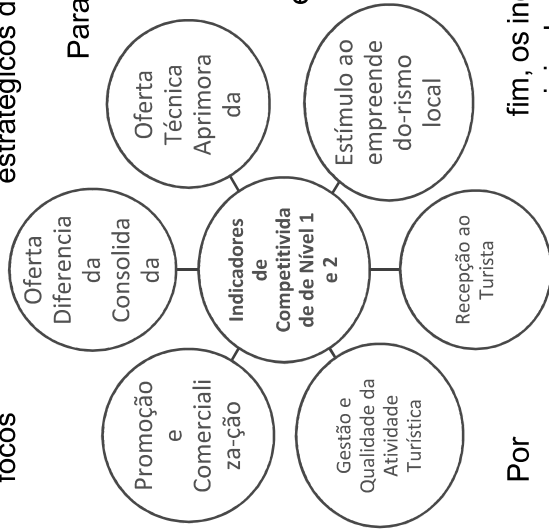 focos estratégicos d
Para
Oferta
Diferencia
da
Consolida
da
Oferta
Técnica
Aprimora
da
Estímulo ao
empreende
do-rismo
local
Recepção ao
Turista
Gestão e
Qualidade da
Atividade
Turística
Promoção
e
Comerciali
za-ção
Indicadores
de
Competitivida
de de Nível 1
e 2
e
Por fim, os in